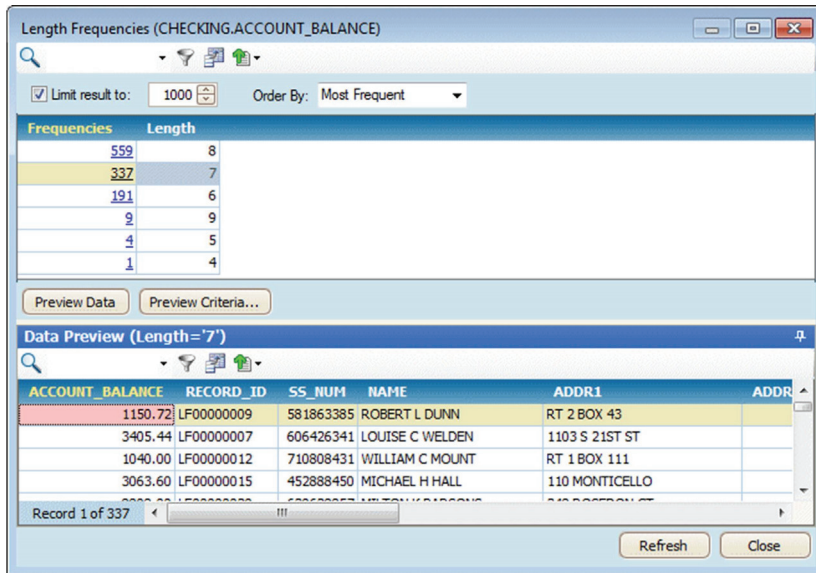 Length Frequencies (CHECKING.ACCOUNT_BALANCE)
Limit result to: 1000 Order By: Most Frequent
Frequencies Length
559 8
337 7
191 6
9 9
4 5
1 4
Preview Data Preview Criteria...
Data Preview (Length='7')
ACCOUNT_BALANCE RECORD_ID SS_NUM NAME ADDR1 ADDR
1150.72 LF00000009 581863385 ROBERT L DUNN RT 2 BOX 43
3405.44 LF00000007 606426341 LOUISE C WELDEN 1103 S 21ST ST
1040.00 LF00000012 710808431 WILLIAM C MOUNT RT 1 BOX 111
3063.60 LF00000015 452888450 MICHAEL H HALL 110 MONTICELLO
Record 1 of 337
Refresh Close